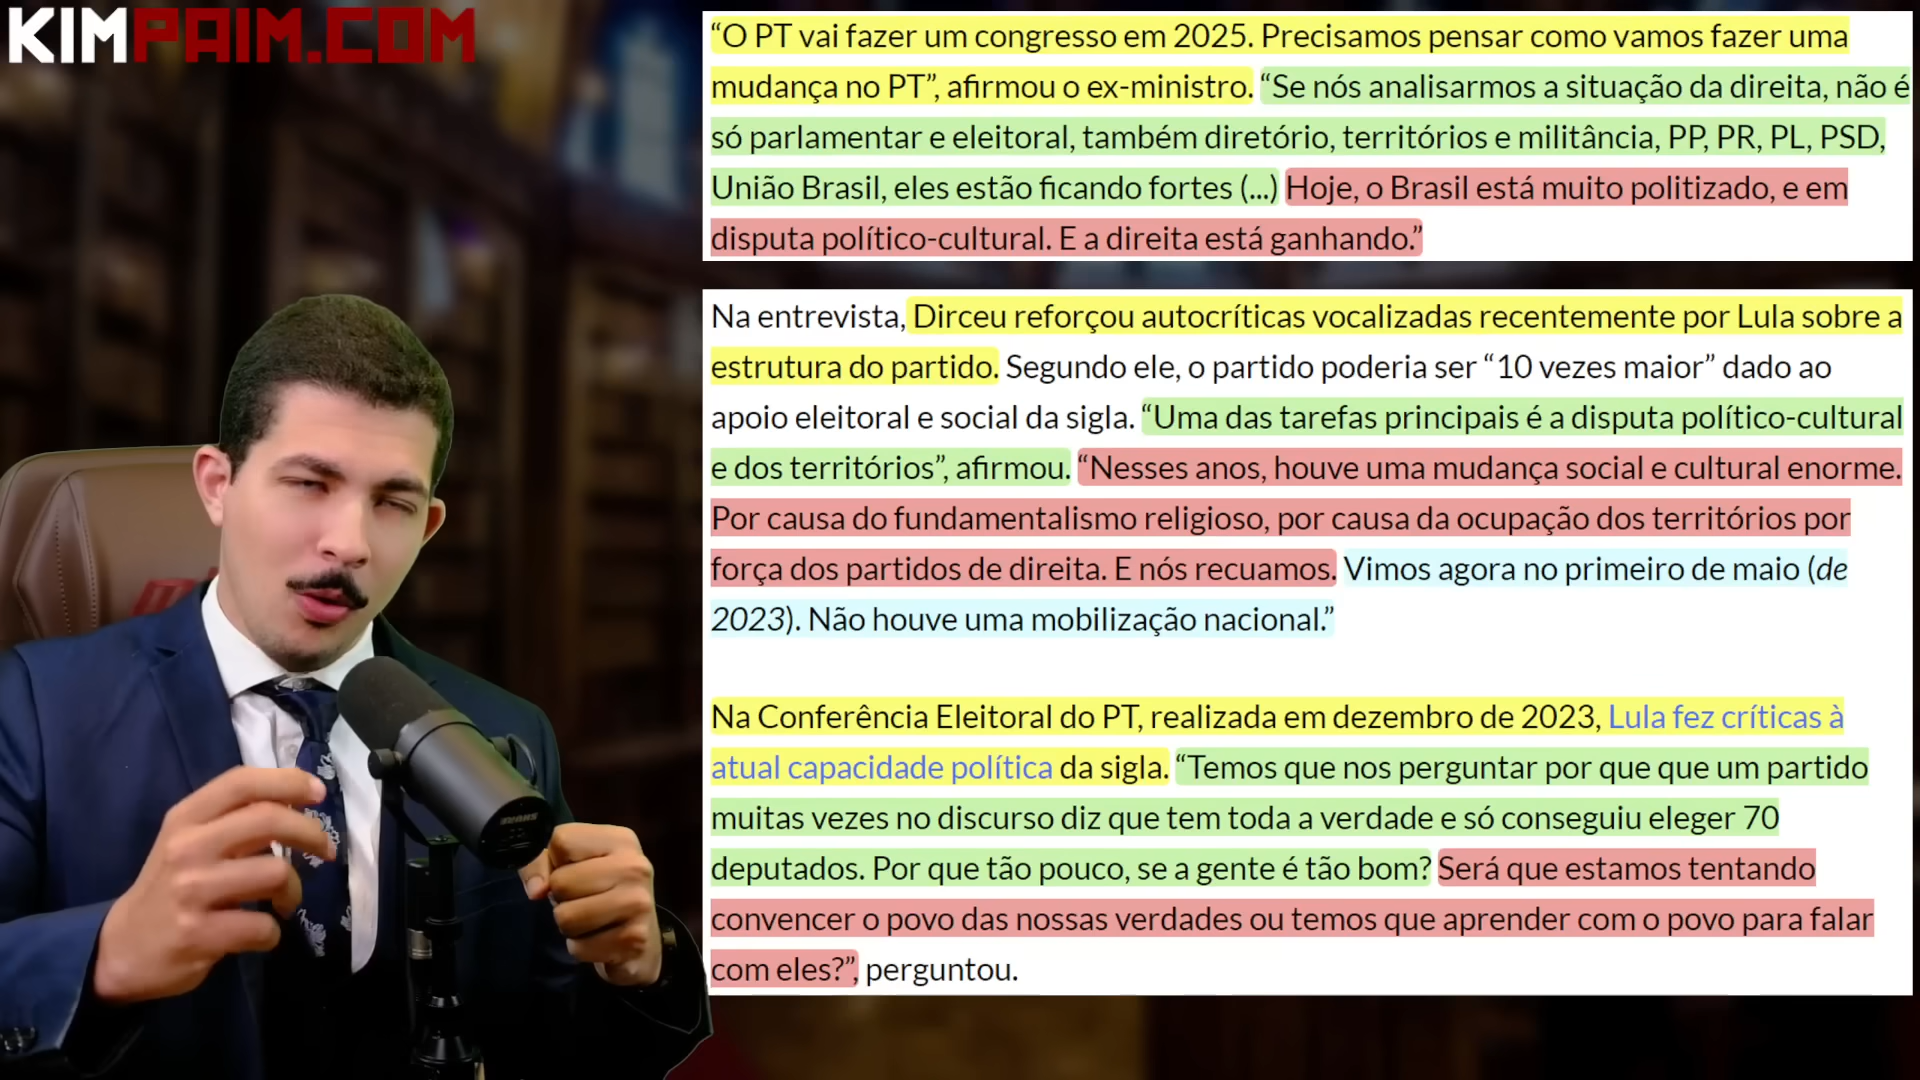 KIMPAIM.COM
“O PT vai fazer um congresso em 2025. Precisamos pensar como vamos fazer uma
mudança no PT”, afirmou o ex-ministro. “Se nós analisarmos a situação da direita, não é
só parlamentar e eleitoral, também diretório, territórios e militância, PP, PR, PL, PSD,
União Brasil, eles estão ficando fortes (...) Hoje, o Brasil está muito politizado, e em
disputa político-cultural. E a direita está ganhando.”
Na entrevista, Dirceu reforçou autocríticas vocalizadas recentemente por Lula sobre a
estrutura do partido. Segundo ele, o partido poderia ser “10 vezes maior” dado ao
apoio eleitoral e social da sigla. “Uma das tarefas principais é a disputa político-cultural
e dos territórios”, afirmou. “Nesses anos, houve uma mudança social e cultural enorme.
Por causa do fundamentalismo religioso, por causa da ocupação dos territórios por
força dos partidos de direita. E nós recuamos. Vimos agora no primeiro de maio (de
2023). Não houve uma mobilização nacional.”
Na Conferência Eleitoral do PT, realizada em dezembro de 2023, Lula fez críticas à
atual capacidade política da sigla. “Temos que nos perguntar por que que um partido
muitas vezes no discurso diz que tem toda a verdade e só conseguiu eleger 70
deputados. Por que tão pouco, se a gente é tão bom? Será que estamos tentando
convencer o povo das nossas verdades ou temos que aprender com o povo para falar
com eles?”, perguntou.
SHURE